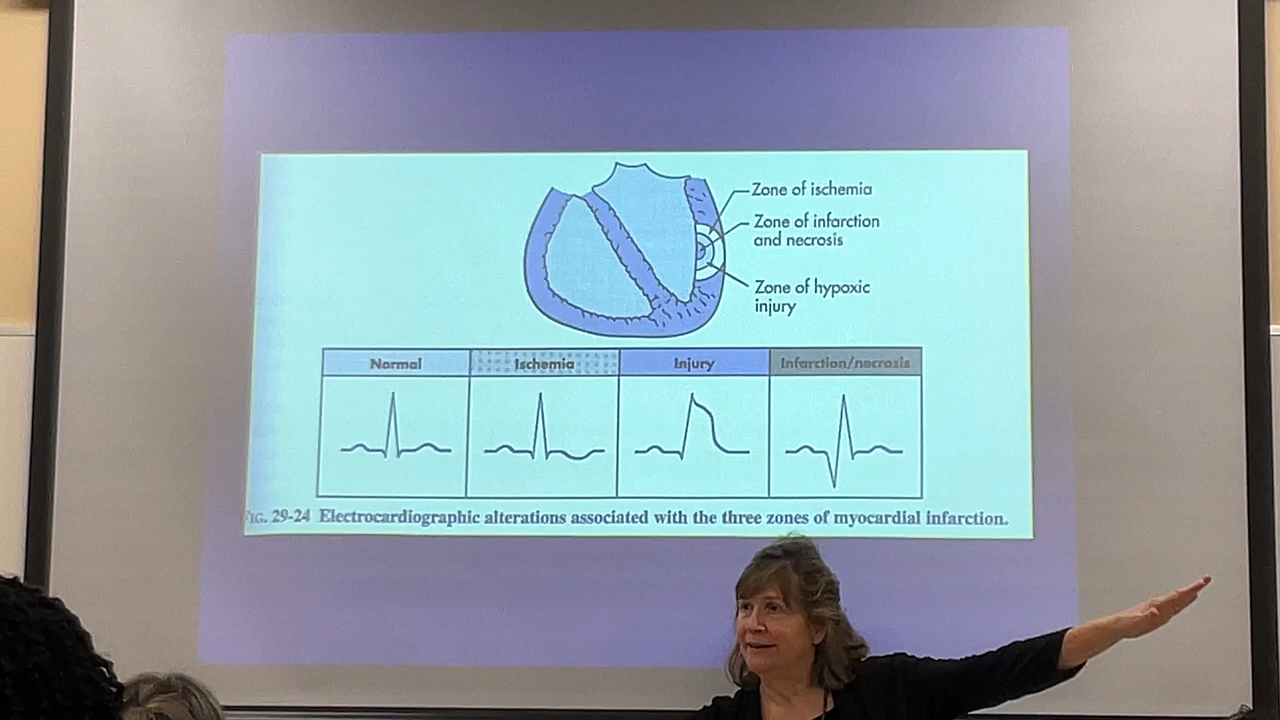 Zone of ischemia
Zone of infarction
and necrosis
Zone of hypoxic
injury
Normal
Ischemia
Injury
Infarction/necrosis
FIG. 29-24 Electrocardiographic alterations associated with the three zones of myocardial infarction.